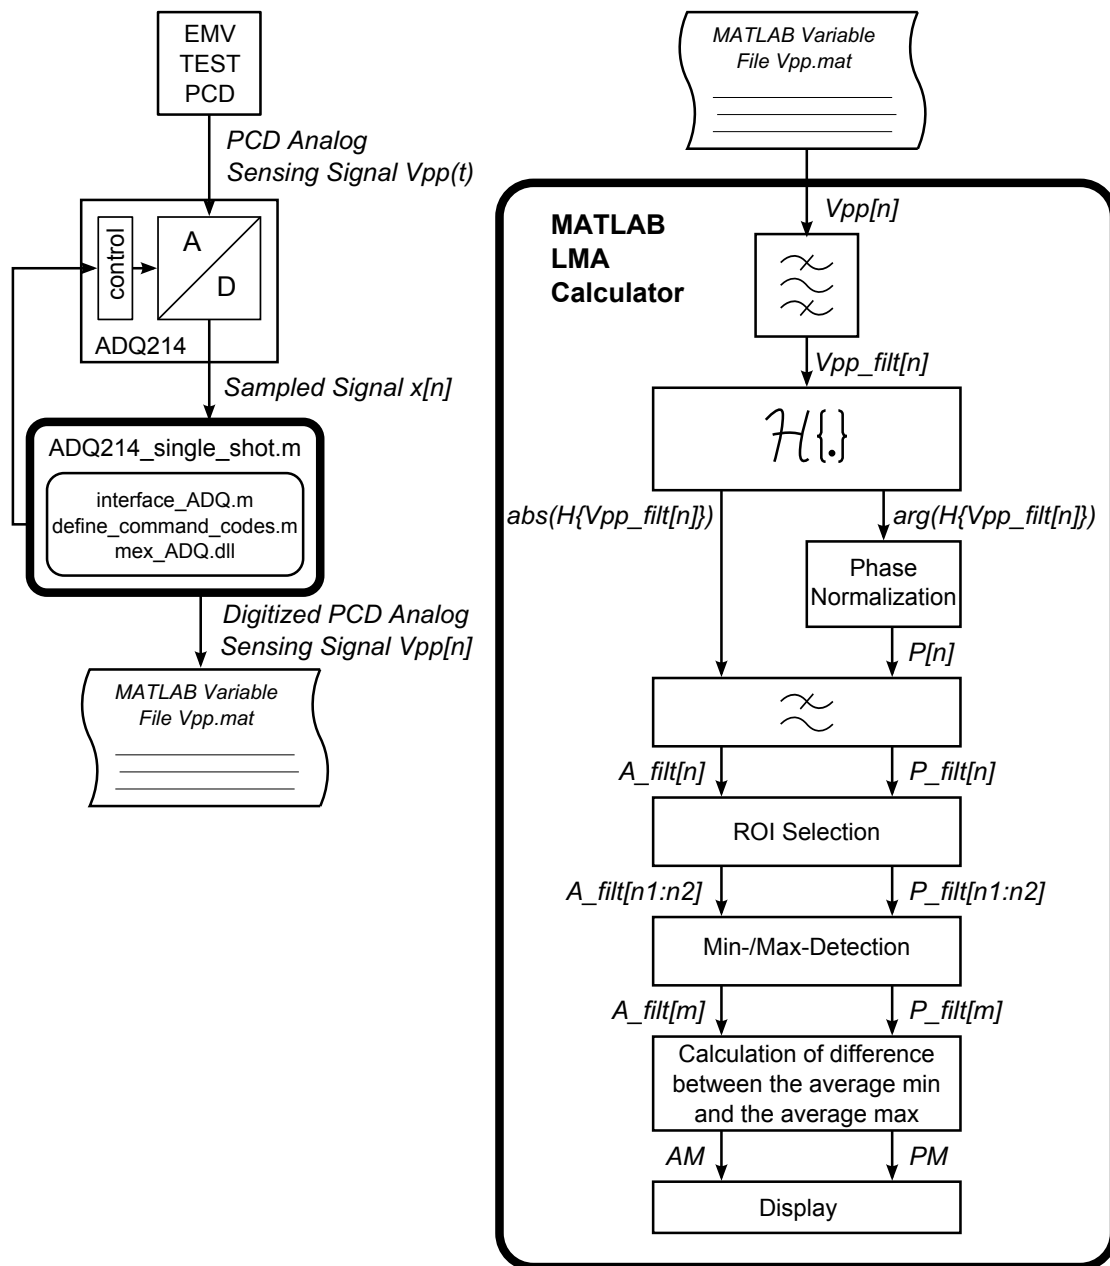 EMV
TEST
PCD
PCD Analog
Sensing Signal Vpp(t)
control
A
D
ADQ214
Sampled Signal x[n]
ADQ214_single_shot.m
interface_ADQ.m
define_command_codes.m
mex_ADQ.dll
Digitized PCD Analog
Sensing Signal Vpp[n]
MATLAB Variable
File Vpp.mat
MATLAB Variable
File Vpp.mat
Vpp[n]
MATLAB
LMA
Calculator
Vpp_filt[n]
H{.}
abs(H{Vpp_filt[n]})
arg(H{Vpp_filt[n]})
Phase
Normalization
P[n]
A_filt[n]
P_filt[n]
ROI Selection
A_filt[n1:n2]
P_filt[n1:n2]
Min-/Max-Detection
A_filt[m]
P_filt[m]
Calculation of difference
between the average min
and the average max
AM
PM
Display